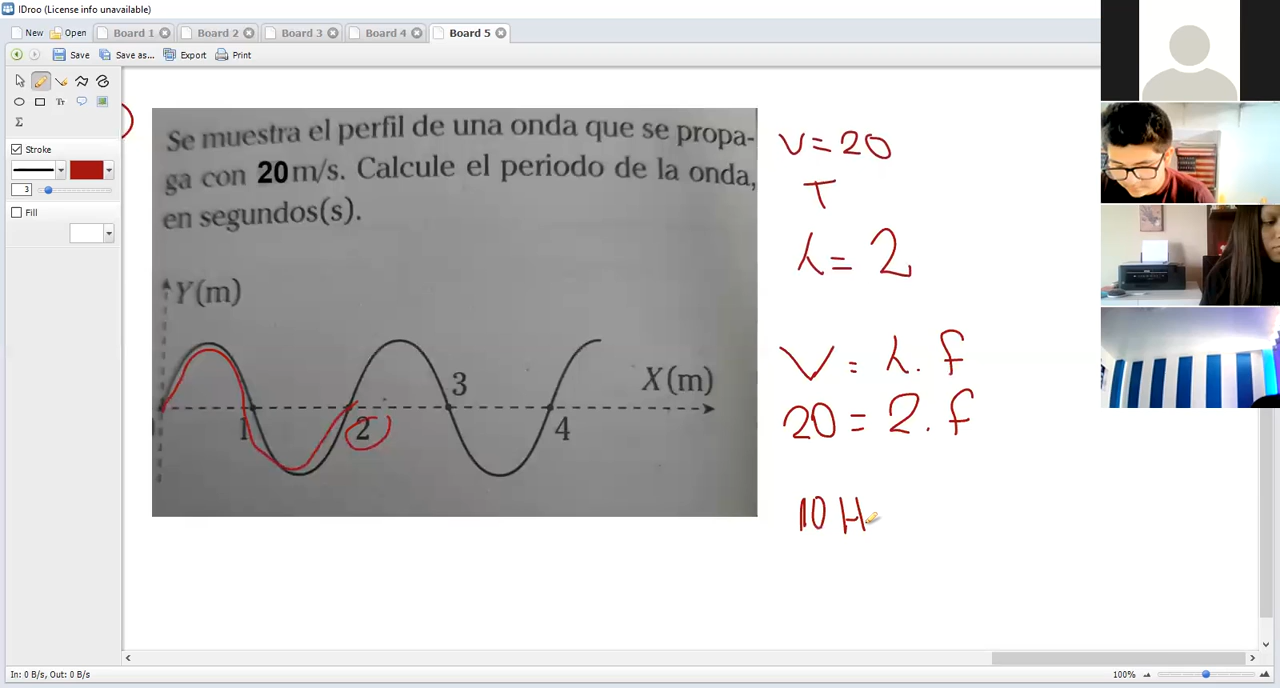 IDroo (License info unavailable)
New Open Board 1 Board 2 Board 3 Board 4 Board 5
Save Save as... Export Print
Tr
Σ
Stroke
3
Fill
Se muestra el perfil de una onda que se propa-
ga con 20 m/s. Calcule el periodo de la onda,
en segundos(s).
Y(m)
X(m)
1 2 3 4
V = 20
T
λ = 2
V = λ . f
20 = 2 . f
10 H
In: 0 B/s, Out: 0 B/s
100%